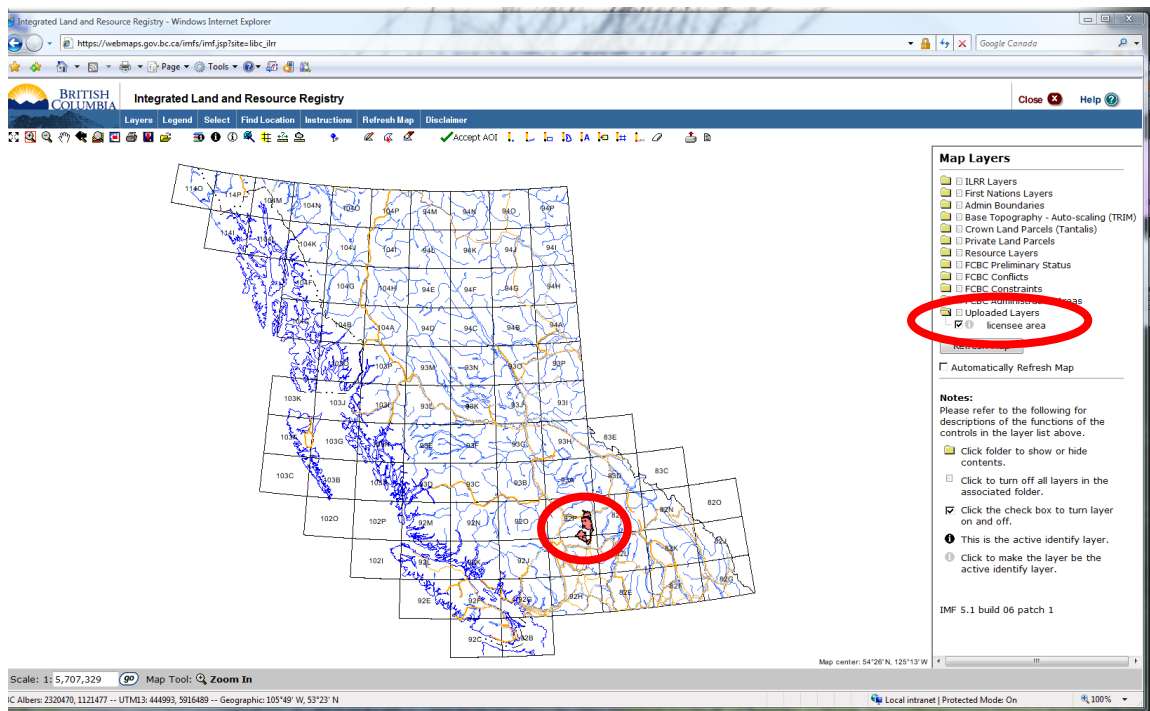 Integrated Land and Resource Registry - Windows Internet Explorer
https://webmaps.gov.bc.ca/imfs/imf.jsp?site=libc_ilrr
Google Canada
Page Tools
BRITISH COLUMBIA
Integrated Land and Resource Registry
Close Help
Layers Legend Select Find Location Instructions Refresh Map Disclaimer
Accept AOI
Map Layers
ILRR Layers
First Nations Layers
Admin Boundaries
Base Topography - Auto-scaling (TRIM)
Crown Land Parcels (Tantalis)
Private Land Parcels
Resource Layers
FCBC Preliminary Status
FCBC Conflicts
FCBC Constraints
Uploaded Layers
licensee area
Automatically Refresh Map
Notes:
Please refer to the following for
descriptions of the functions of the
controls in the layer list above.
Click folder to show or hide
contents.
Click to turn off all layers in the
associated folder.
Click the check box to turn layer
on and off.
This is the active identify layer.
Click to make the layer be the
active identify layer.
IMF 5.1 build 06 patch 1
114O 114P 104M 104N 104O 104P 94M 94N 94O 94P
114I 104K 104J 104I 94L 94K 94J 94I
104F 104G 104H 94E 94F 94G 94H
104B 104A 94D 94C 94B 94A
103O 103P 93M 93N 93O 93P
103K 103J 103I 93L 93K 93J 93I
103G 93E 93F 93G 93H 83E
103C 103B 93D 93C 93B 93A 83D 83C
102O 102P 92M 92N 92O 92P 82N 82O
102I 92L 92K 92J 82L 82K 82J
92E 92F 92G 92H 82E 82F 82G
92C 92B
Map center: 54°26' N, 125°13' W
Scale: 1: 5,707,329 go Map Tool: Zoom In
BC Albers: 2320470, 1121477 -- UTM13: 444993, 5916489 -- Geographic: 105°49' W, 53°23' N
Local intranet | Protected Mode: On
100%